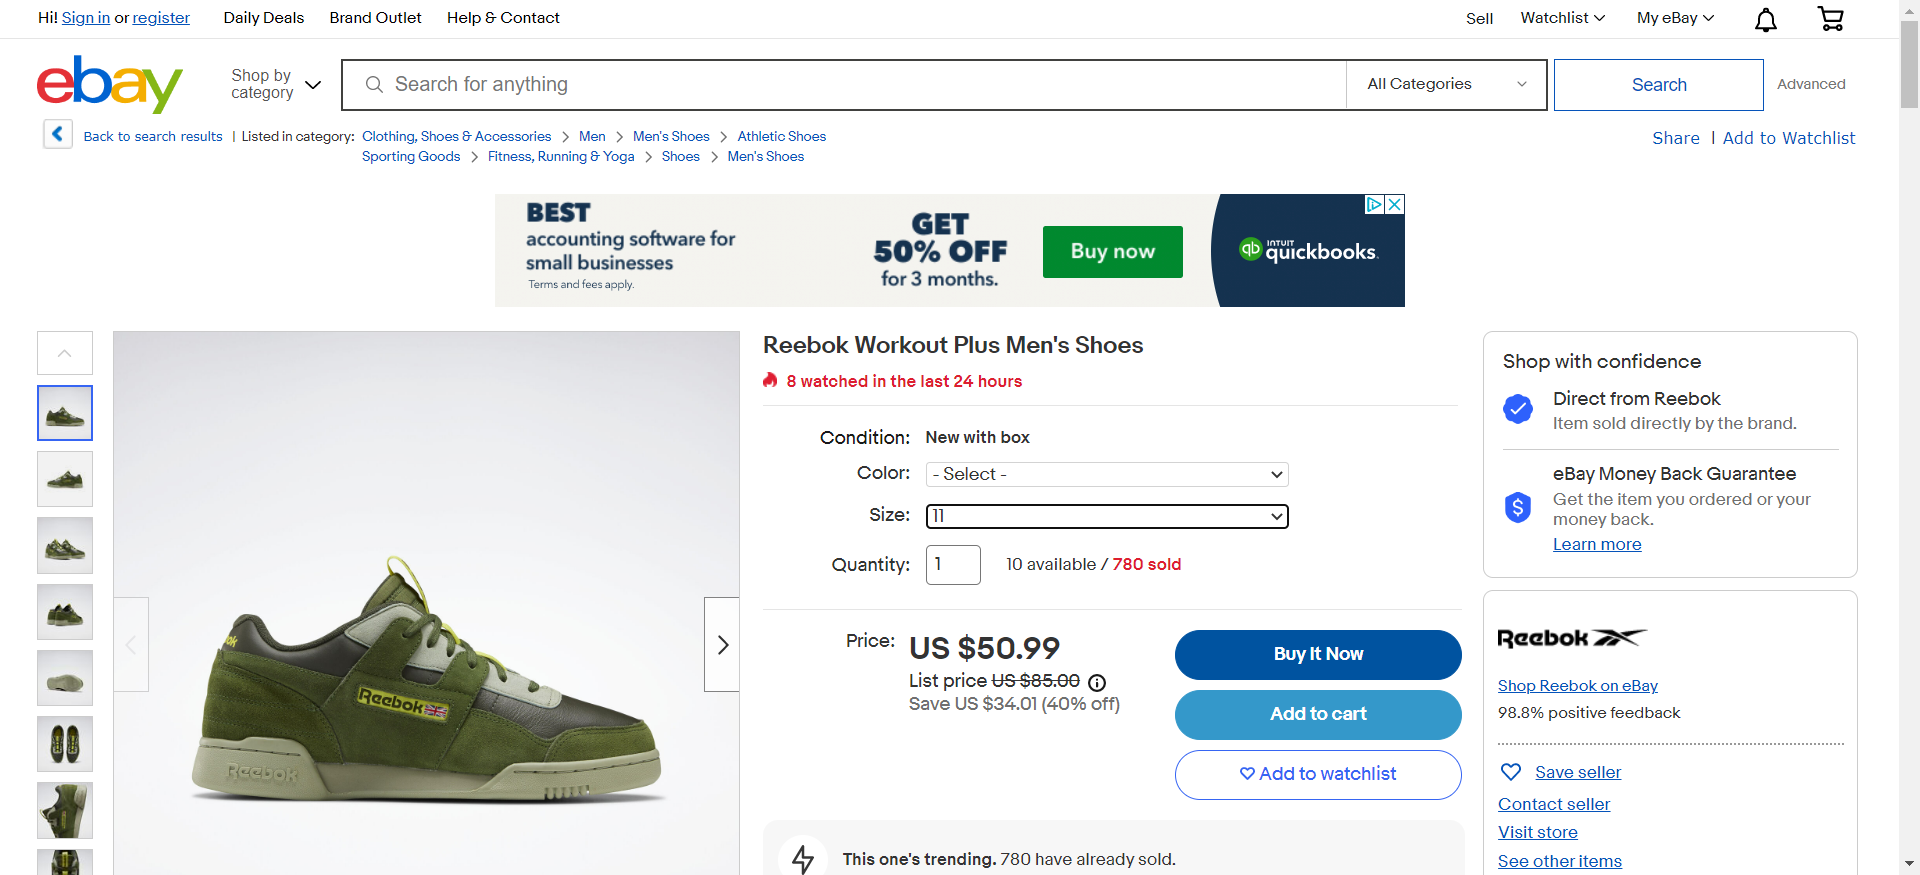 Hi! Sign in or register
Daily Deals
Brand Outlet
Help & Contact
Sell
Watchlist
My eBay
ebay
Shop by category
Search for anything
All Categories
Search
Advanced
Back to search results | Listed in category: Clothing, Shoes & Accessories > Men > Men's Shoes > Athletic Shoes
Sporting Goods > Fitness, Running & Yoga > Shoes > Men's Shoes
Share | Add to Watchlist
BEST
accounting software for
small businesses
Terms and fees apply.
GET
50% OFF
for 3 months.
Buy now
qb INTUIT quickbooks.
Reebok Workout Plus Men's Shoes
8 watched in the last 24 hours
Condition: New with box
Color: - Select -
Size: 11
Quantity: 1 10 available / 780 sold
Price: US $50.99
List price US $85.00
Save US $34.01 (40% off)
Buy It Now
Add to cart
Add to watchlist
This one's trending. 780 have already sold.
Reebok
Reebok
Shop with confidence
Direct from Reebok
Item sold directly by the brand.
eBay Money Back Guarantee
Get the item you ordered or your
money back.
Learn more
Reebok
Shop Reebok on eBay
98.8% positive feedback
Save seller
Contact seller
Visit store
See other items